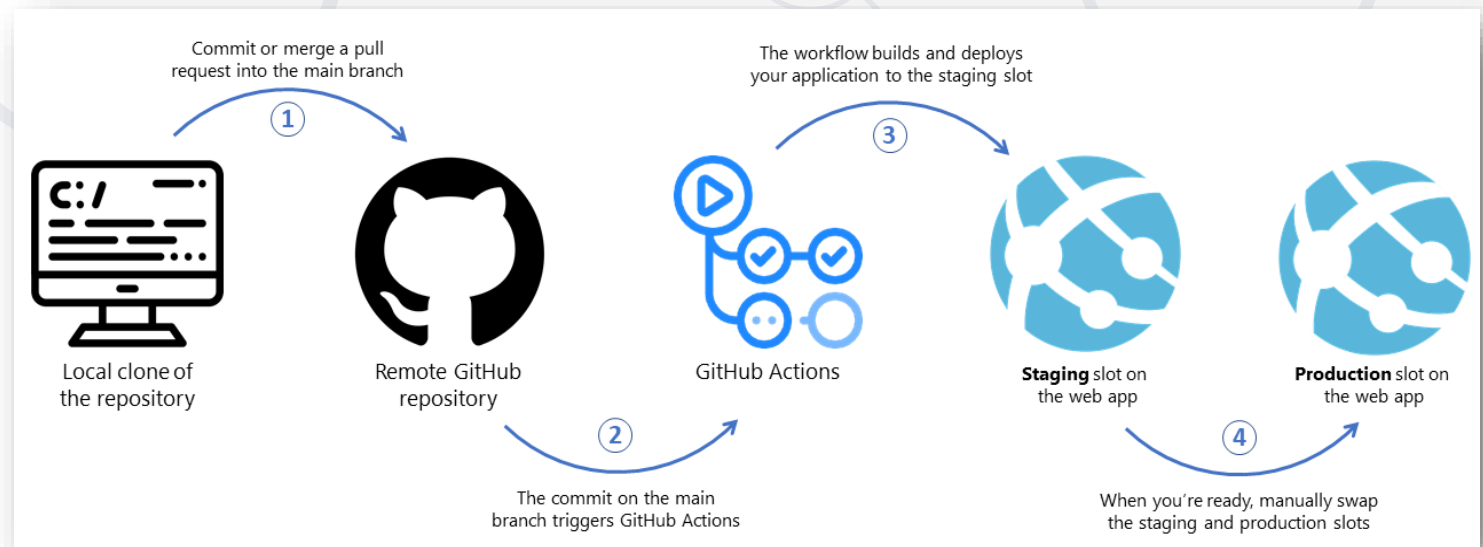 Commit or merge a pull
request into the main branch
1
The workflow builds and deploys
your application to the staging slot
3
C:/
Local clone of
the repository
Remote GitHub
repository
GitHub Actions
Staging slot on
the web app
Production slot on
the web app
2
The commit on the main
branch triggers GitHub Actions
4
When you’re ready, manually swap
the staging and production slots